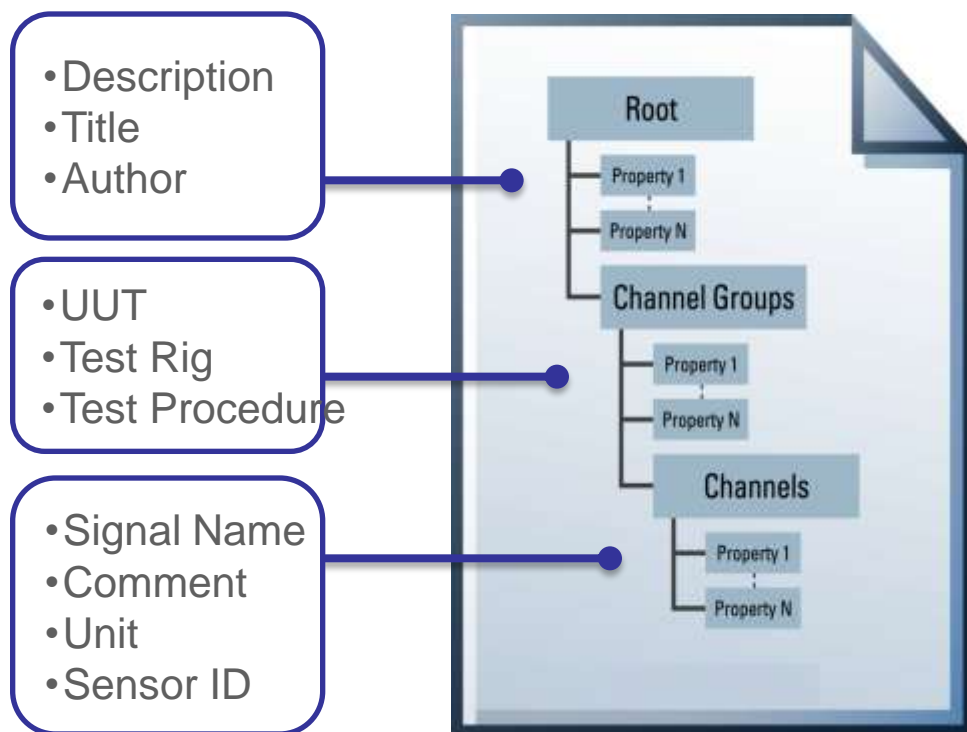 •Description
•Title
•Author
•UUT
•Test Rig
•Test Procedure
•Signal Name
•Comment
•Unit
•Sensor ID
Root
Property 1
Property N
Channel Groups
Property 1
Property N
Channels
Property 1
Property N